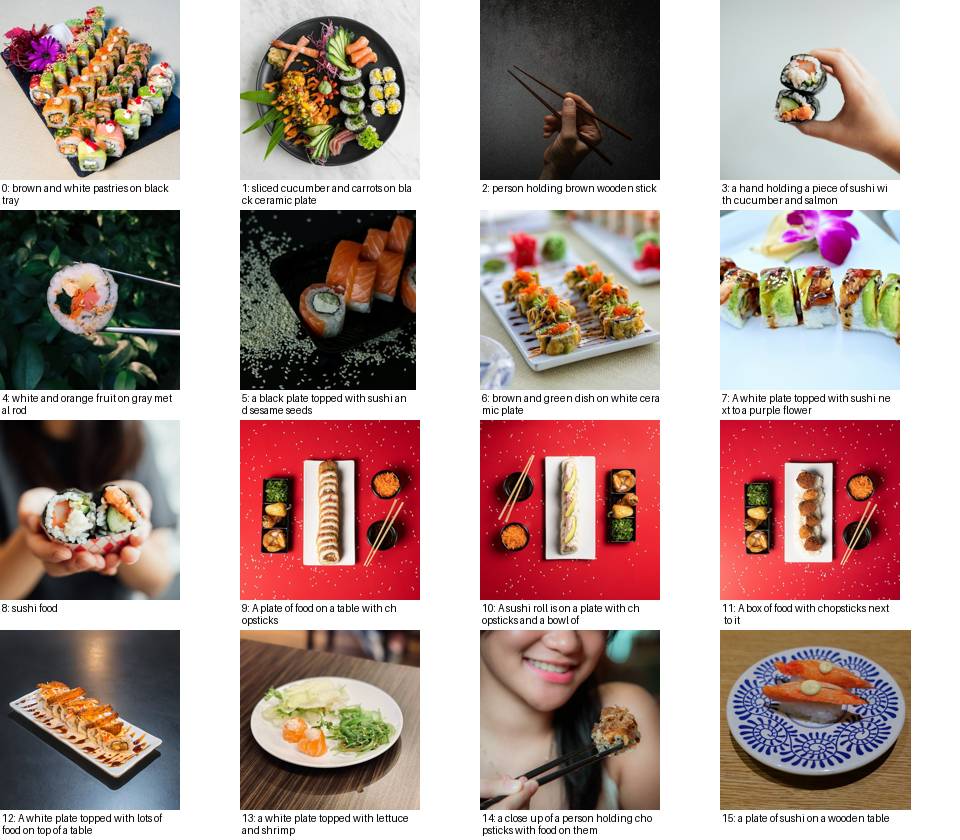 0: brown and white pastries on black
tray
1: sliced cucumber and carrots on bla
ck ceramic plate
2: person holding brown wooden stick
3: a hand holding a piece of sushi wi
th cucumber and salmon
4: white and orange fruit on gray met
al rod
5: a black plate topped with sushi an
d sesame seeds
6: brown and green dish on white cera
mic plate
7: A white plate topped with sushi ne
xt to a purple flower
8: sushi food
9: A plate of food on a table with ch
opsticks
10: A sushi roll is on a plate with ch
opsticks and a bowl of
11: A box of food with chopsticks next
to it
12: A white plate topped with lots of
food on top of a table
13: a white plate topped with lettuce
and shrimp
14: a close up of a person holding cho
psticks with food on them
15: a plate of sushi on a wooden table